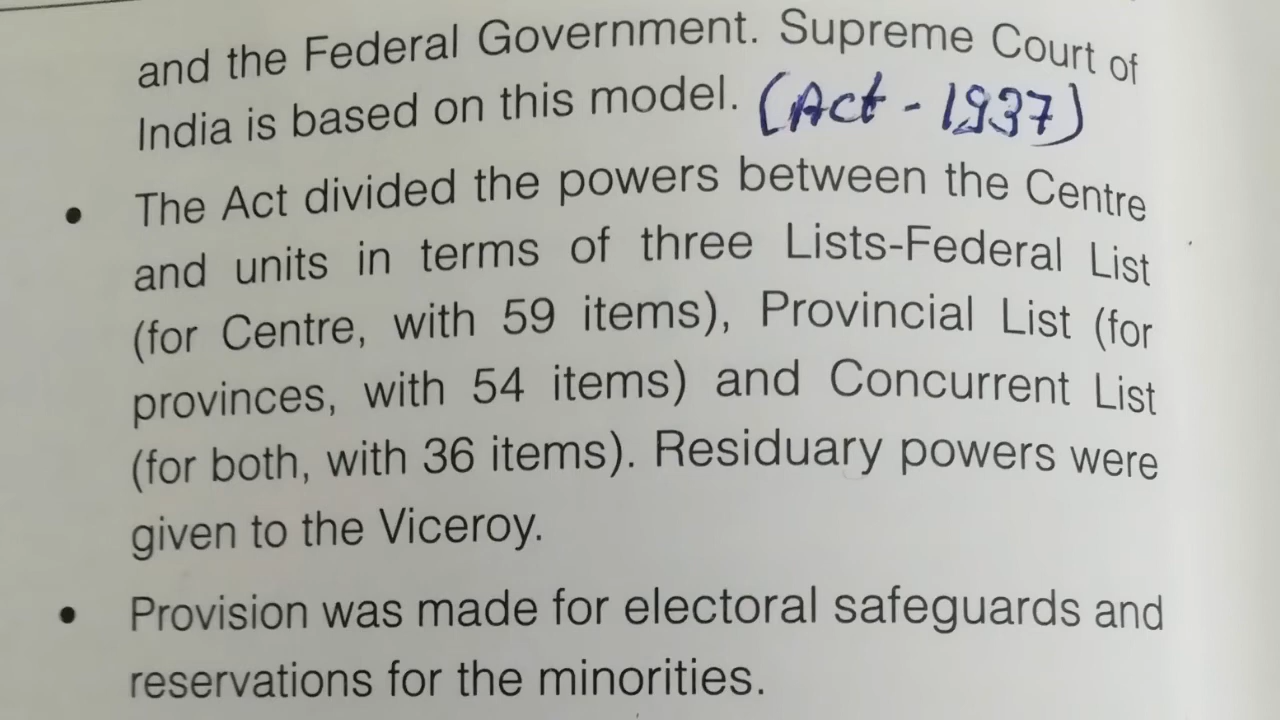 and the Federal Government. Supreme Court of
India is based on this model. (Act - 1937)
• The Act divided the powers between the Centre
and units in terms of three Lists-Federal List
(for Centre, with 59 items), Provincial List (for
provinces, with 54 items) and Concurrent List
(for both, with 36 items). Residuary powers were
given to the Viceroy.
• Provision was made for electoral safeguards and
reservations for the minorities.